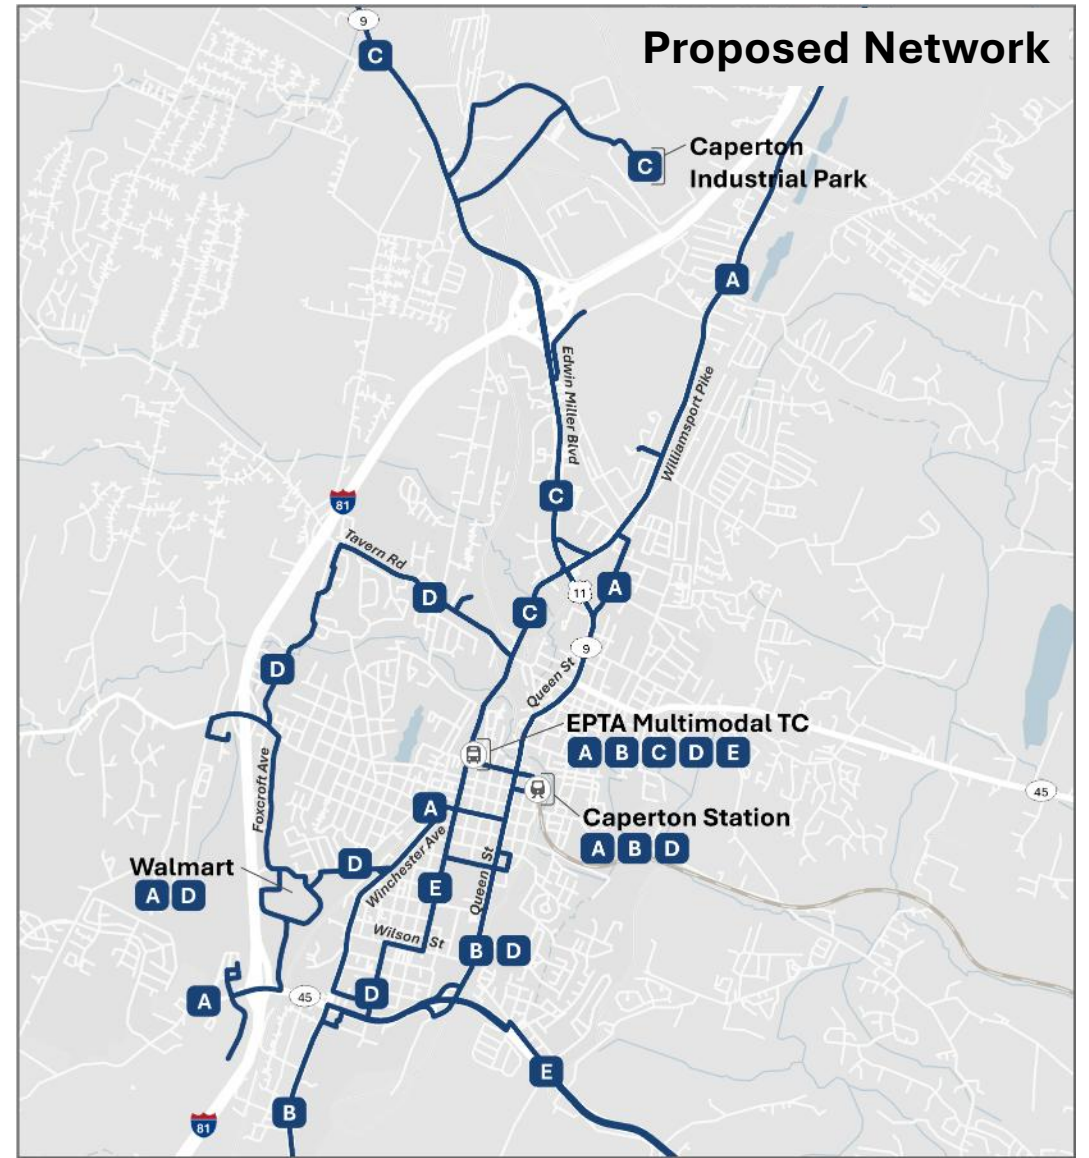 Proposed Network
9
C
Caperton
Industrial Park
C
A
Edwin Miller Blvd
Williamsport Pike
81
C
Tavern Rd
D
11
A
C
9
D
Queen St
EPTA Multimodal TC
A B C D E
45
Foxcroft Ave
A
Caperton Station
A B D
Walmart
A D
D
Winchester Ave
E
Queen St
Wilson St
B D
A
45
D
E
B
81